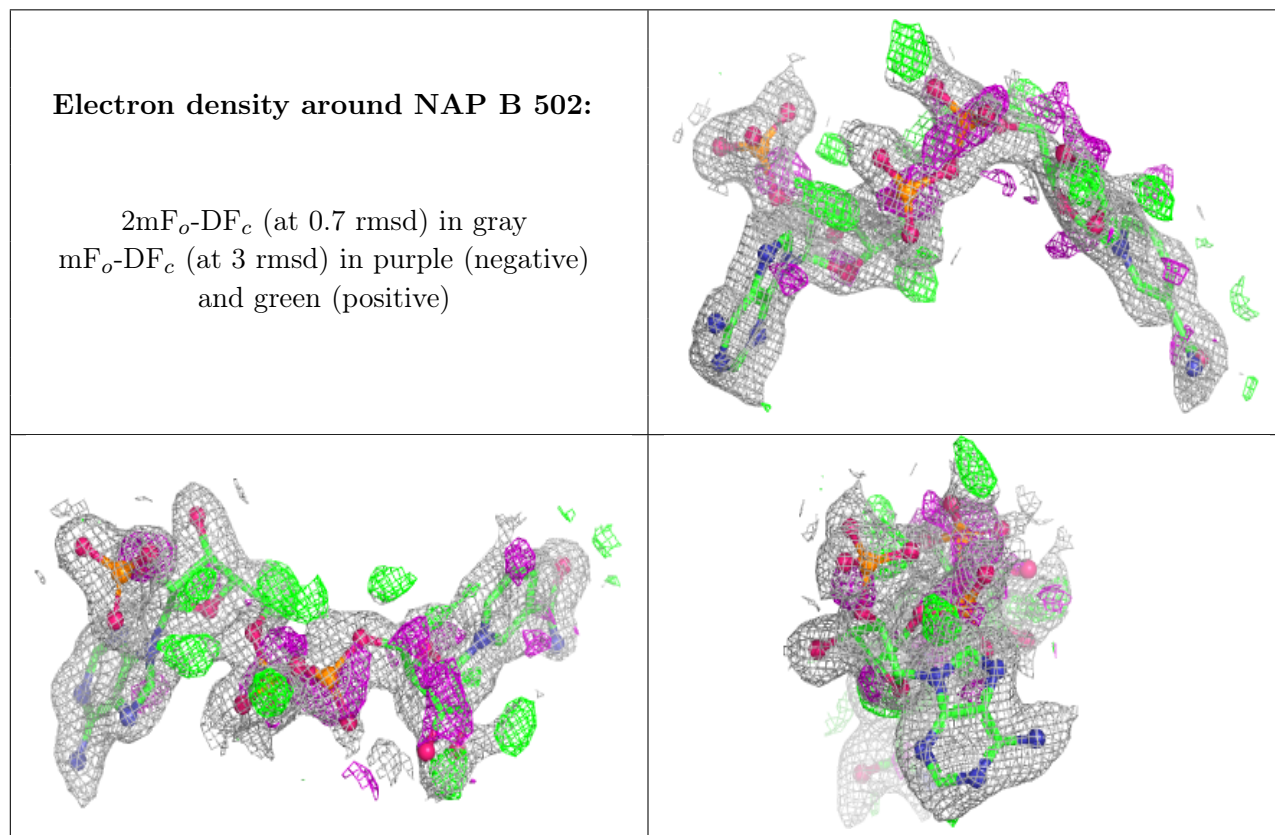 Electron density around NAP B 502:
2mFₒ-DF𝒸 (at 0.7 rmsd) in gray
mFₒ-DF𝒸 (at 3 rmsd) in purple (negative)
and green (positive)